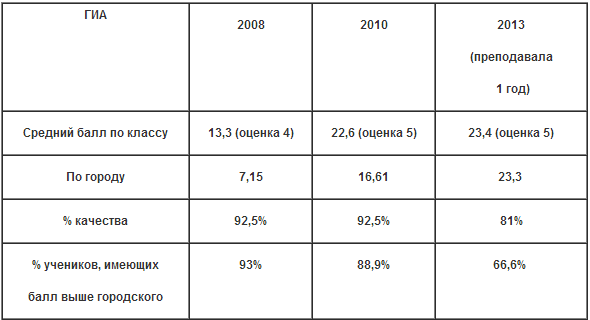 ГИА 2008 2010 2013
(преподавала
1 год)
Средний балл по классу 13,3 (оценка 4) 22,6 (оценка 5) 23,4 (оценка 5)
По городу 7,15 16,61 23,3
% качества 92,5% 92,5% 81%
% учеников, имеющих 93% 88,9% 66,6%
балл выше городского